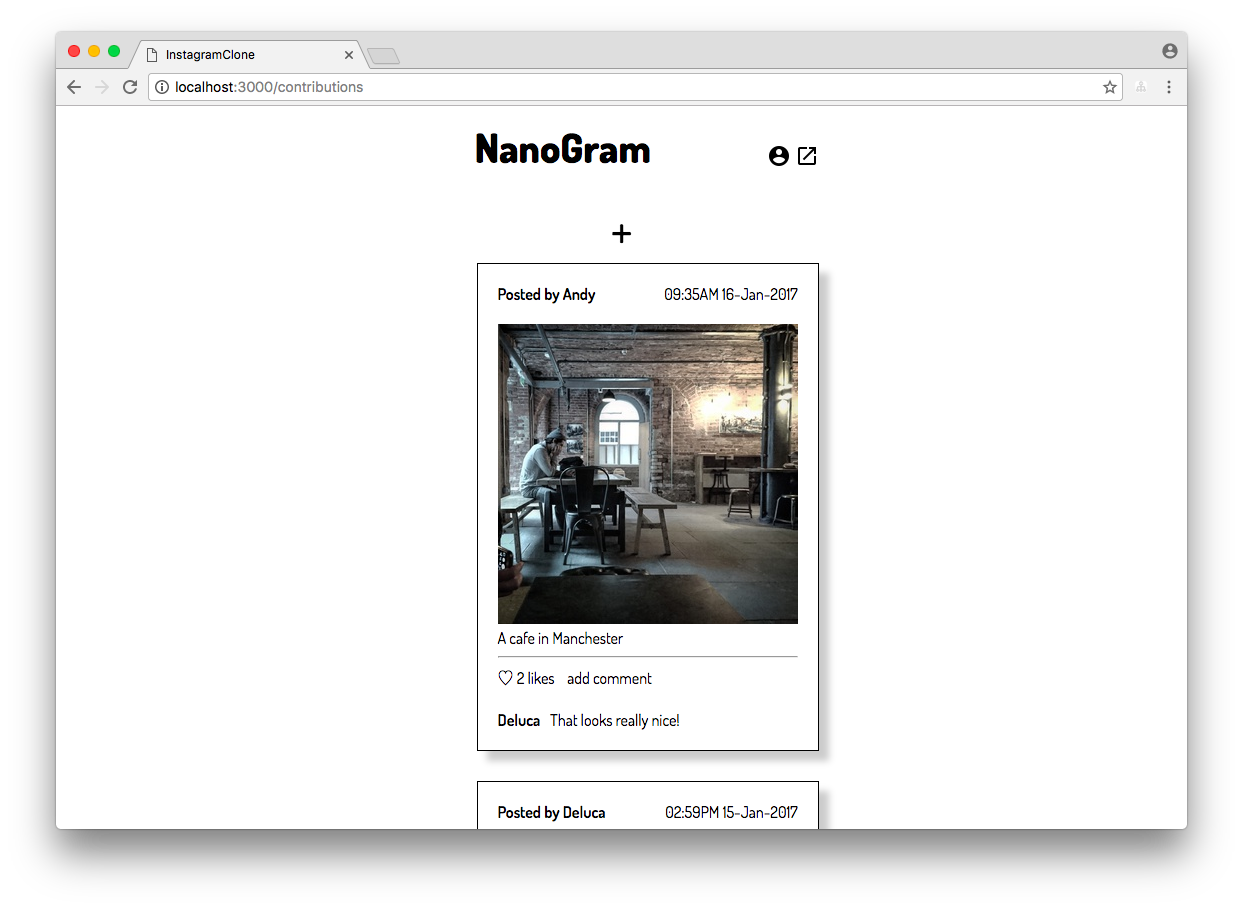 InstagramClone
localhost:3000/contributions
NanoGram
Posted by Andy 09:35AM 16-Jan-2017
A cafe in Manchester
2 likes add comment
Deluca That looks really nice!
Posted by Deluca 02:59PM 15-Jan-2017